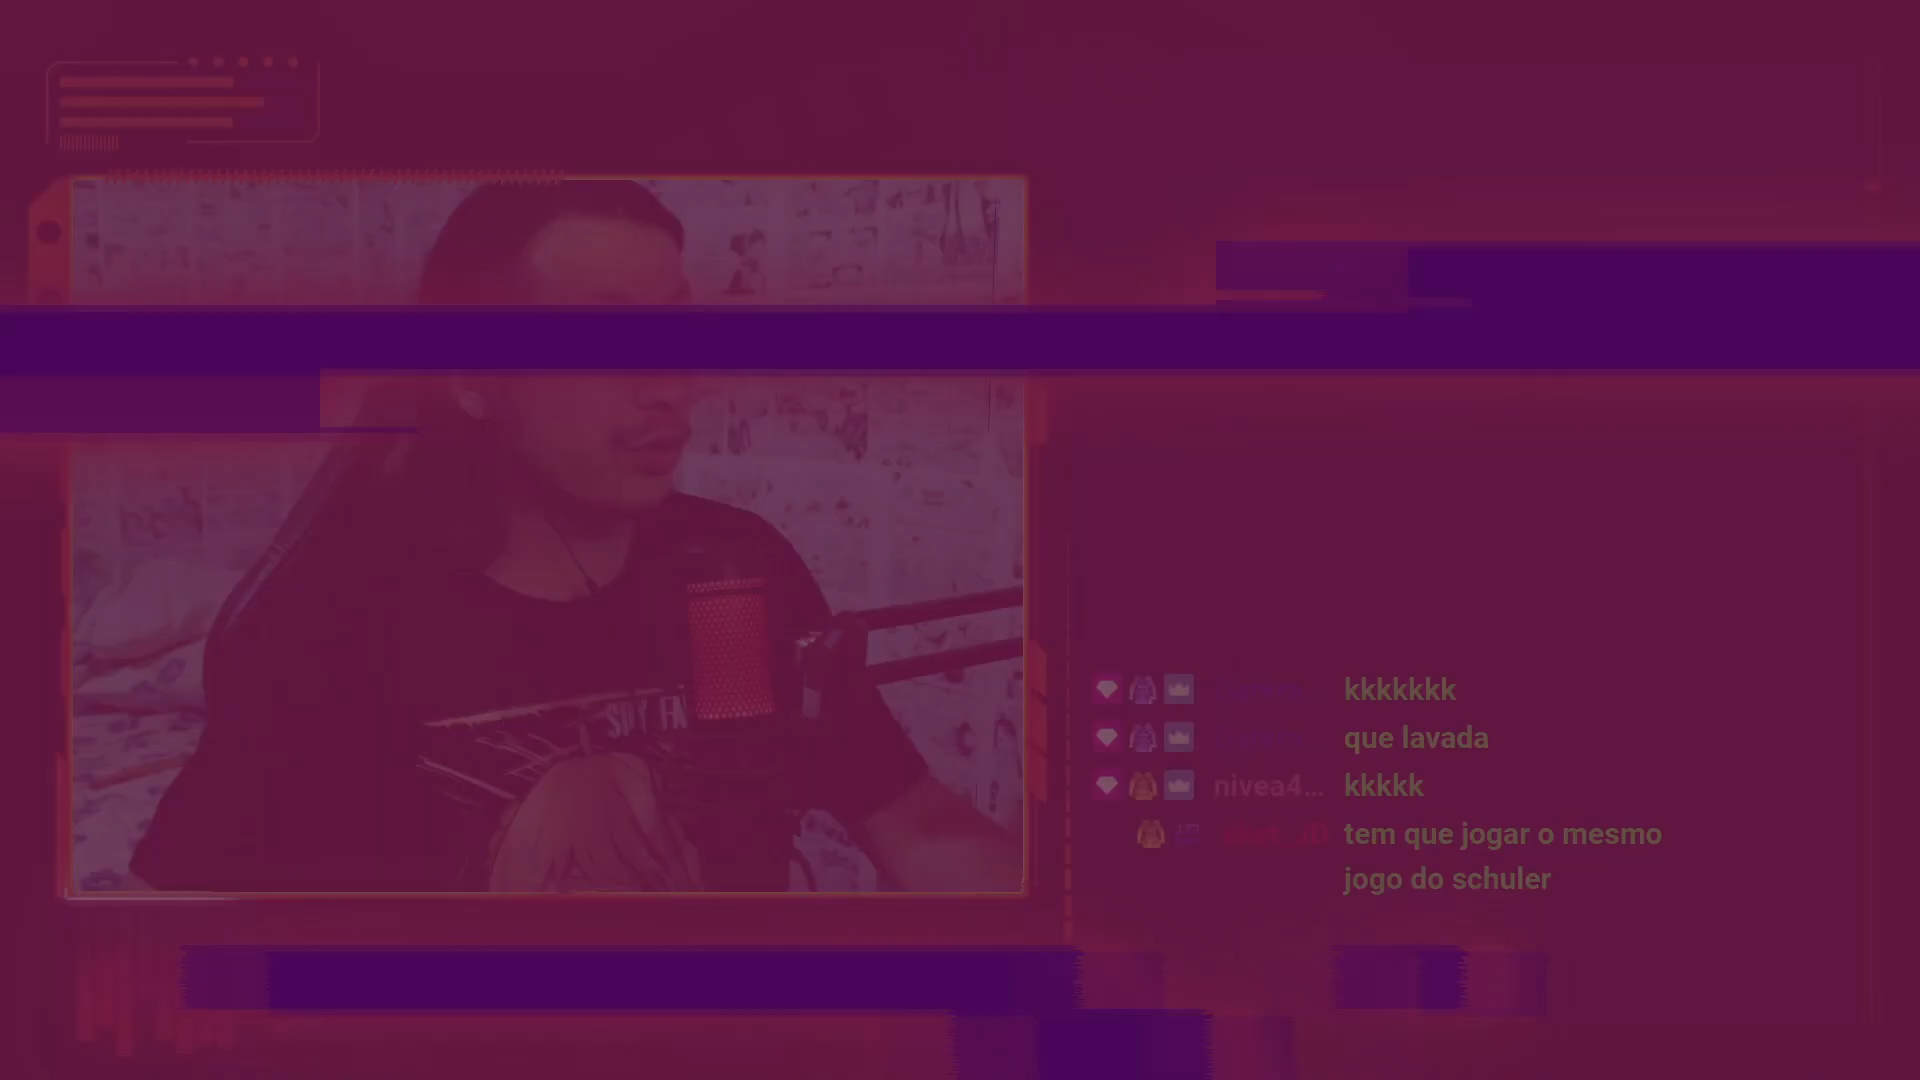 kkkkkkk
que lavada
nivea4... kkkkk
tem que jogar o mesmo
jogo do schuler